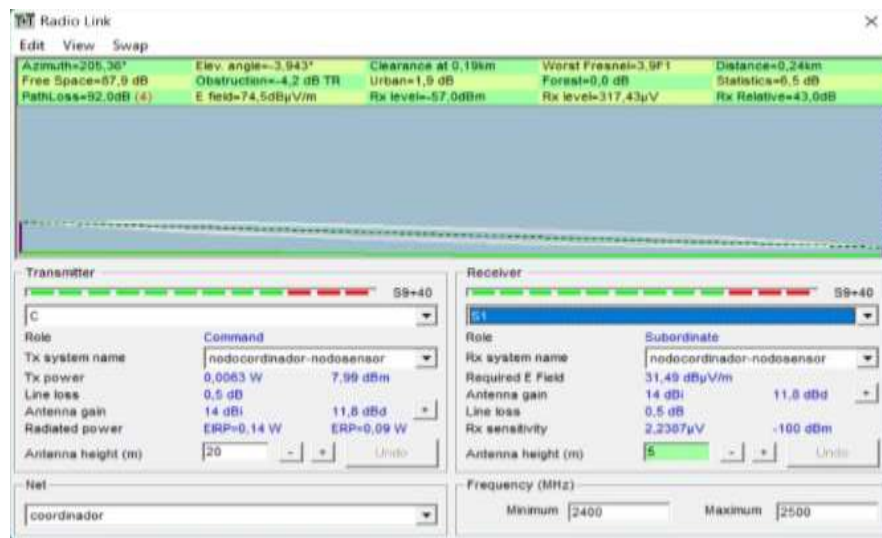 Radio Link
Edit View Swap
Azimuth=205,36° Elev. angle=-3,943° Clearance at 0,19km Worst Fresnel=3,9F1 Distance=0,24km
Free Space=87,9 dB Obstruction=-4,2 dB TR Urban=1,9 dB Forest=0,0 dB Statistics=6,5 dB
PathLoss=92,0dB (4) E field=74,5dBµV/m Rx level=-57,0dBm Rx level=317,43µV Rx Relative=43,0dB
Transmitter
S9+40
C
Role Command
Tx system name nodocordinador-nodosensor
Tx power 0,0063 W 7,99 dBm
Line loss 0,5 dB
Antenna gain 14 dBi 11,8 dBd +
Radiated power EIRP=0,14 W ERP=0,09 W
Antenna height (m) 20 - + Undo
Receiver
S9+40
S1
Role Subordinate
Rx system name nodocordinador-nodosensor
Required E Field 31,49 dBµV/m
Antenna gain 14 dBi 11,8 dBd +
Line loss 0,5 dB
Rx sensitivity 2,2387µV -100 dBm
Antenna height (m) 5 - + Undo
Net
coordinador
Frequency (MHz)
Minimum 2400 Maximum 2500